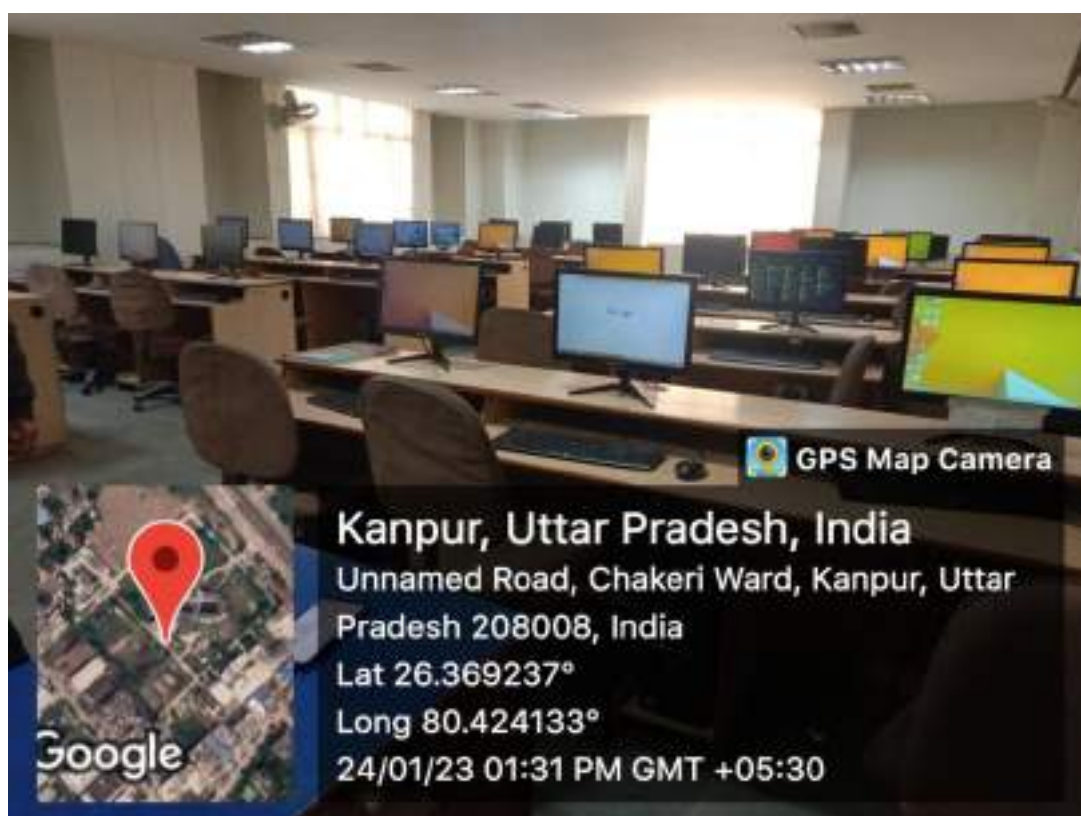 GPS Map Camera
Kanpur, Uttar Pradesh, India
Unnamed Road, Chakeri Ward, Kanpur, Uttar
Pradesh 208008, India
Lat 26.369237°
Long 80.424133°
24/01/23 01:31 PM GMT +05:30
Google